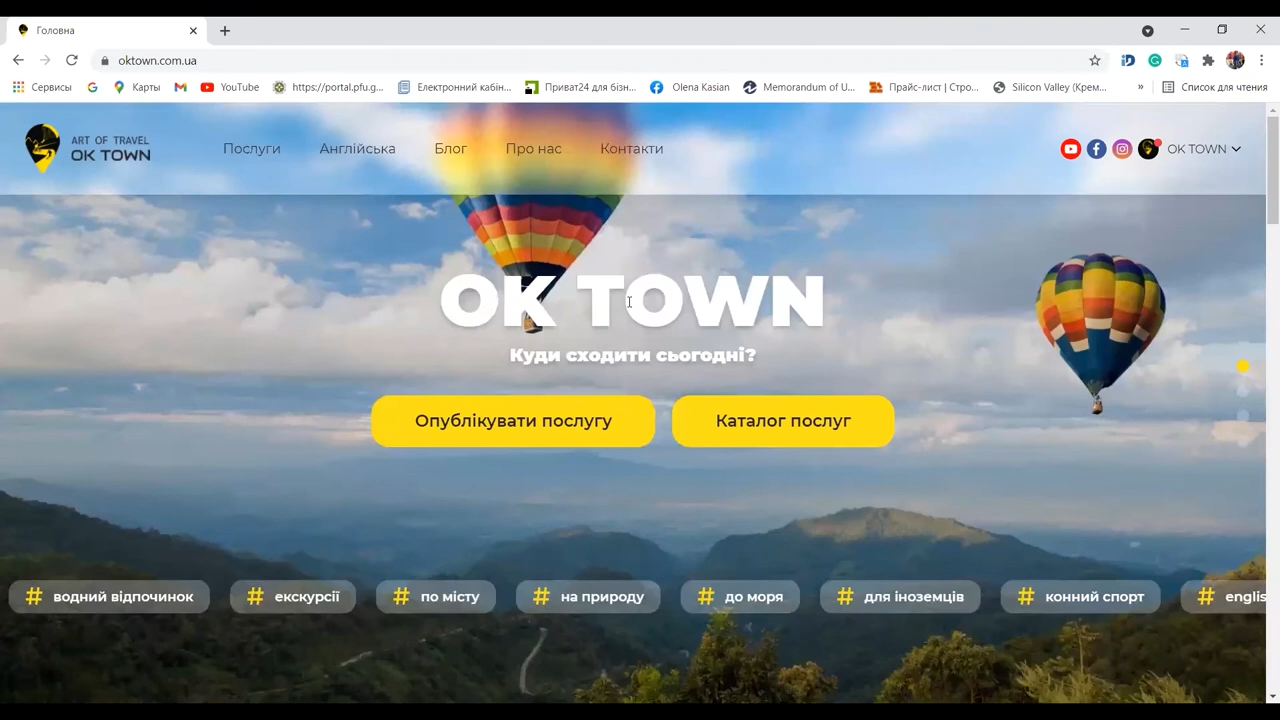 Головна
oktown.com.ua
Сервисы
Карты
YouTube
https://portal.pfu.g...
Електронний кабін...
Приват24 для бізн...
Olena Kasian
Memorandum of U...
Прайс-лист | Стро...
Silicon Valley (Крем...
»
Список для чтения
ART OF TRAVEL
OK TOWN
Послуги
Англійська
Блог
Про нас
Контакти
OK TOWN
OK TOWN
Куди сходити сьогодні?
Опублікувати послугу
Каталог послуг
# водний відпочинок
# екскурсії
# по місту
# на природу
# до моря
# для іноземців
# конний спорт
# englis